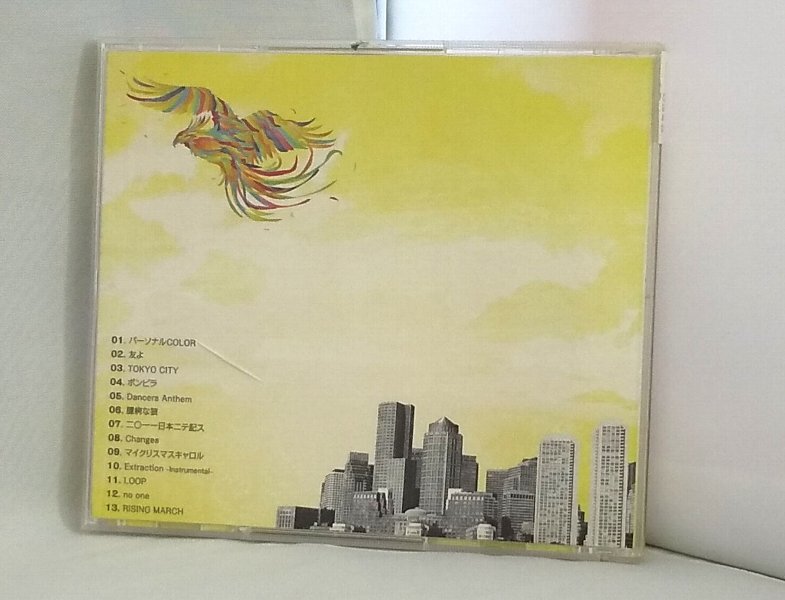 01. パーソナルCOLOR
02. 友よ
03. TOKYO CITY
04. ボンビラ
05. Dancers Anthem
06. 臆病な狼
07. 二〇一一日本ニテ記ス
08. Changes
09. マイクリスマスキャロル
10. Extraction -Instrumental-
11. LOOP
12. no one
13. RISING MARCH